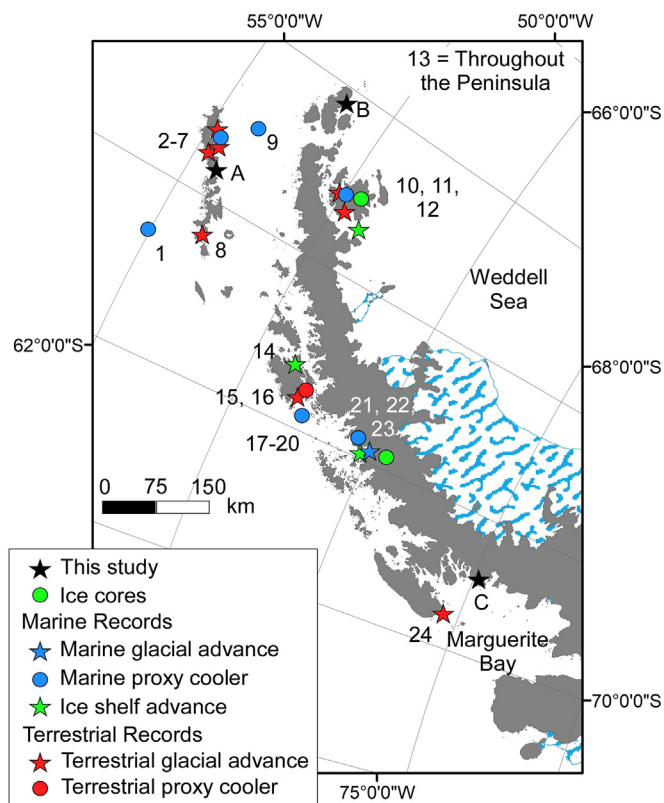 55°0'0"W
50°0'0"W
13 = Throughout
the Peninsula
B
66°0'0"S
2-7
9
A
10, 11,
12
1
8
Weddell
Sea
62°0'0"S
14
68°0'0"S
15, 16
21, 22,
23
17-20
0 75 150
km
This study
Ice cores
Marine Records
Marine glacial advance
Marine proxy cooler
Ice shelf advance
Terrestrial Records
Terrestrial glacial advance
Terrestrial proxy cooler
C
24
Marguerite
Bay
70°0'0"S
75°0'0"W